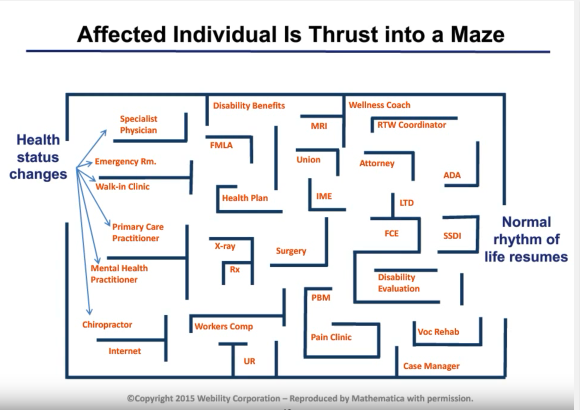 Affected Individual Is Thrust into a Maze
Health
status
changes
Specialist
Physician
Emergency Rm.
Walk-in Clinic
Primary Care
Practitioner
Mental Health
Practitioner
Chiropractor
Internet
Disability Benefits
FMLA
Health Plan
X-ray
Rx
Workers Comp
UR
MRI
Union
IME
Surgery
PBM
Pain Clinic
Wellness Coach
RTW Coordinator
Attorney
ADA
LTD
FCE
SSDI
Disability
Evaluation
Voc Rehab
Case Manager
Normal
rhythm of
life resumes
©Copyright 2015 Webility Corporation – Reproduced by Mathematica with permission.